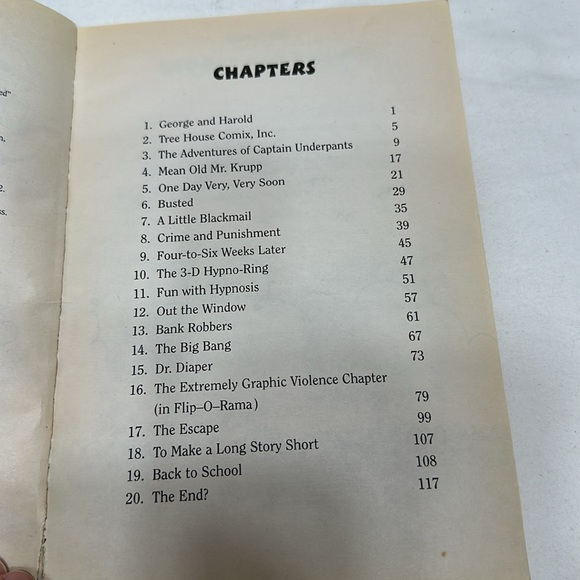 ed"
n,
2.
s.
CHAPTERS
1. George and Harold 1
2. Tree House Comix, Inc. 5
3. The Adventures of Captain Underpants 9
4. Mean Old Mr. Krupp 17
5. One Day Very, Very Soon 21
6. Busted 29
7. A Little Blackmail 35
8. Crime and Punishment 39
9. Four-to-Six Weeks Later 45
10. The 3-D Hypno-Ring 47
11. Fun with Hypnosis 51
12. Out the Window 57
13. Bank Robbers 61
14. The Big Bang 67
15. Dr. Diaper 73
16. The Extremely Graphic Violence Chapter
(in Flip–O–Rama) 79
17. The Escape 99
18. To Make a Long Story Short 107
19. Back to School 108
20. The End? 117